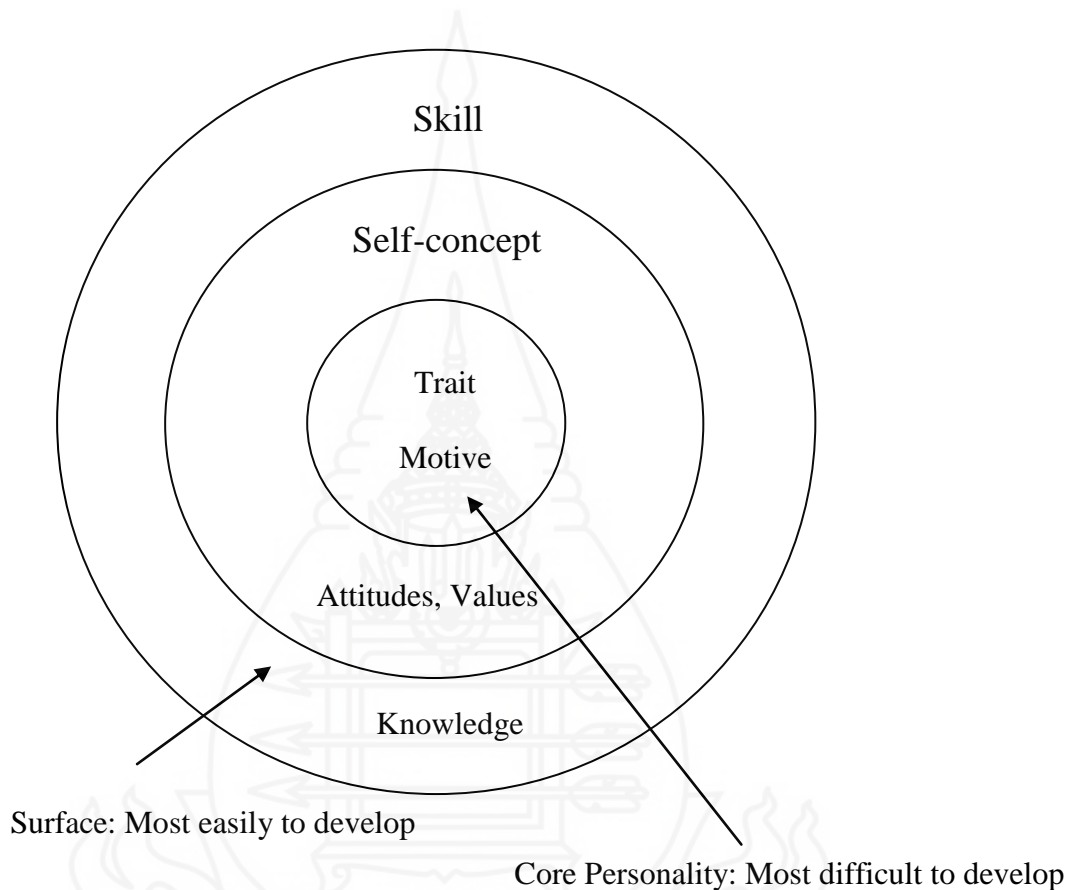 Skill
Self-concept
Trait
Motive
Attitudes, Values
Knowledge
Surface: Most easily to develop
Core Personality: Most difficult to develop